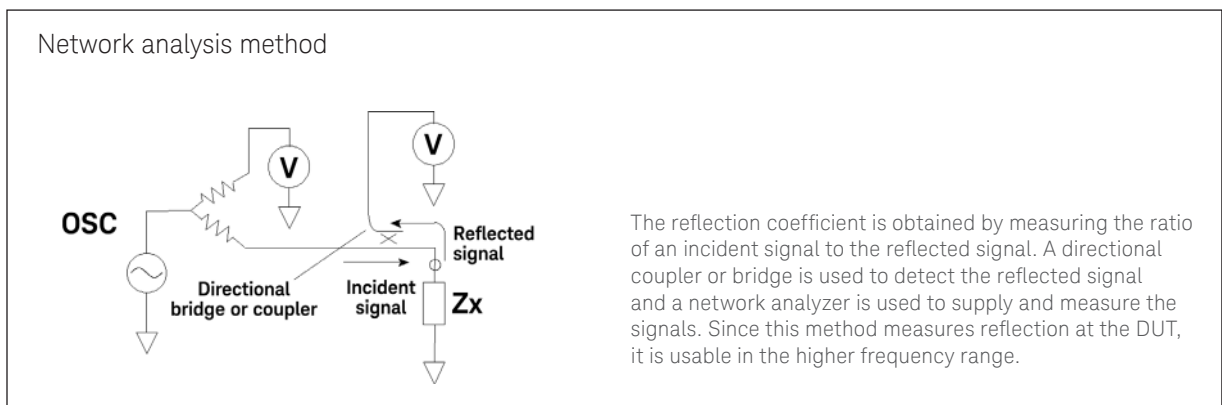 Network analysis method
V
V
OSC
Reflected
signal
Directional
bridge or coupler
Incident
signal
Zx
The reflection coefficient is obtained by measuring the ratio
of an incident signal to the reflected signal. A directional
coupler or bridge is used to detect the reflected signal
and a network analyzer is used to supply and measure the
signals. Since this method measures reflection at the DUT,
it is usable in the higher frequency range.